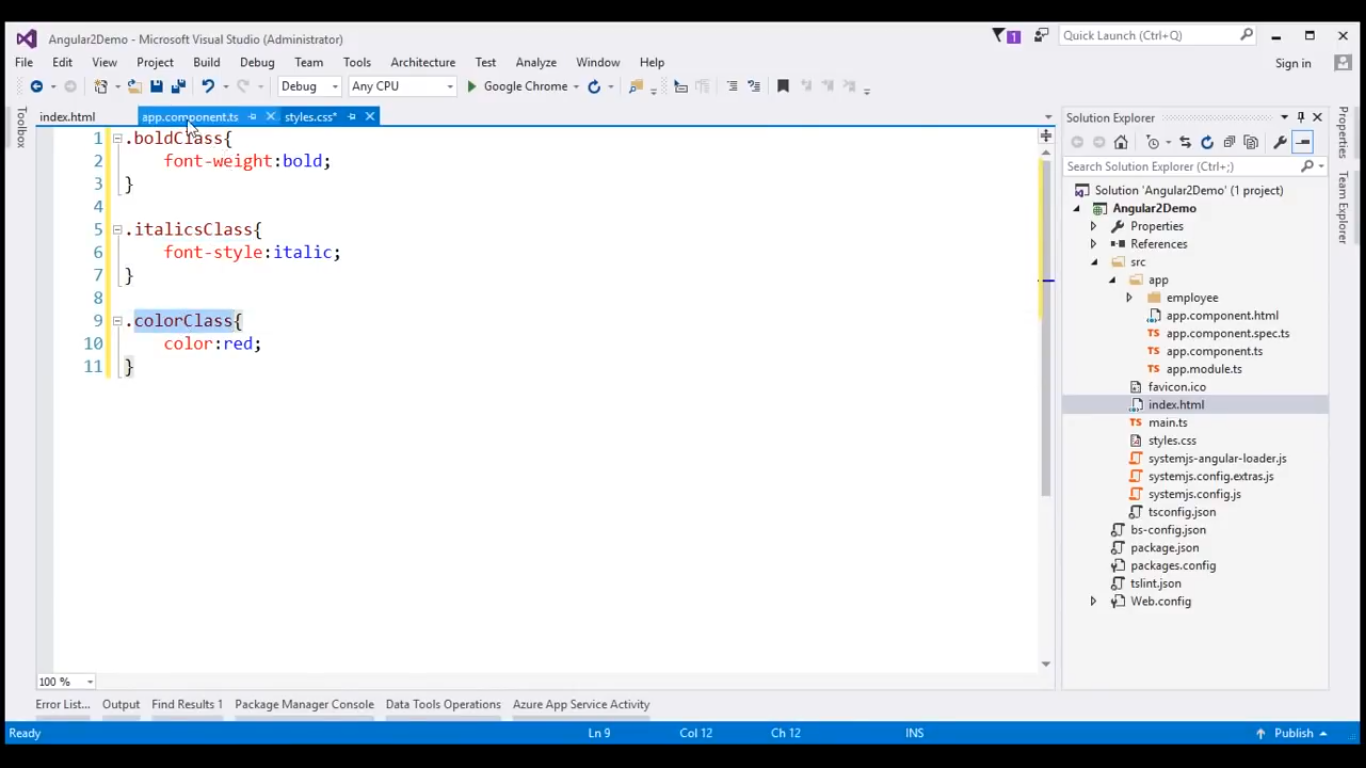 Angular2Demo - Microsoft Visual Studio (Administrator)
1
Quick Launch (Ctrl+Q)
File Edit View Project Build Debug Team Tools Architecture Test Analyze Window Help
Sign in
Debug Any CPU Google Chrome
Toolbox
index.html app.component.ts styles.css*
1 .boldClass{
2 font-weight:bold;
3 }
4
5 .italicsClass{
6 font-style:italic;
7 }
8
9 .colorClass{
10 color:red;
11 }
100 %
Solution Explorer
Search Solution Explorer (Ctrl+;)
Solution 'Angular2Demo' (1 project)
Angular2Demo
Properties
References
src
app
employee
app.component.html
TS app.component.spec.ts
TS app.component.ts
TS app.module.ts
favicon.ico
index.html
TS main.ts
styles.css
systemjs-angular-loader.js
systemjs.config.extras.js
systemjs.config.js
tsconfig.json
bs-config.json
package.json
packages.config
tslint.json
Web.config
Properties
Team Explorer
Error List... Output Find Results 1 Package Manager Console Data Tools Operations Azure App Service Activity
Ready Ln 9 Col 12 Ch 12 INS Publish